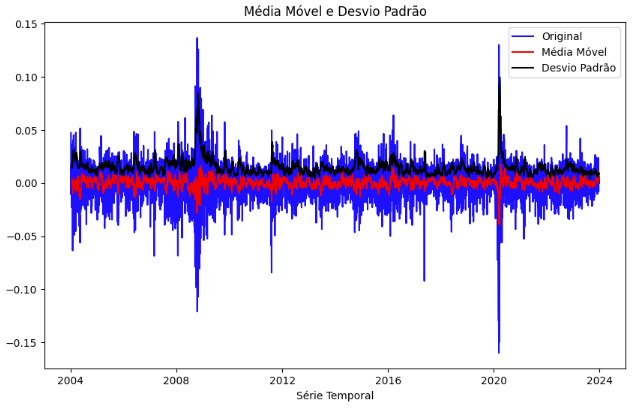 Média Móvel e Desvio Padrão
0.15
0.10
0.05
0.00
−0.05
−0.10
−0.15
Original
Média Móvel
Desvio Padrão
2004 2008 2012 2016 2020 2024
Série Temporal